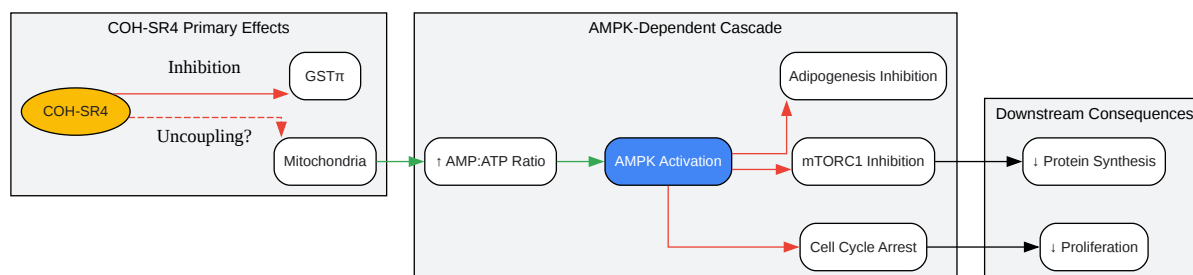 COH-SR4 Primary Effects
COH-SR4
Inhibition
GSTπ
Uncoupling?
Mitochondria
AMPK-Dependent Cascade
↑ AMP:ATP Ratio
AMPK Activation
Adipogenesis Inhibition
mTORC1 Inhibition
Cell Cycle Arrest
Downstream Consequences
↓ Protein Synthesis
↓ Proliferation